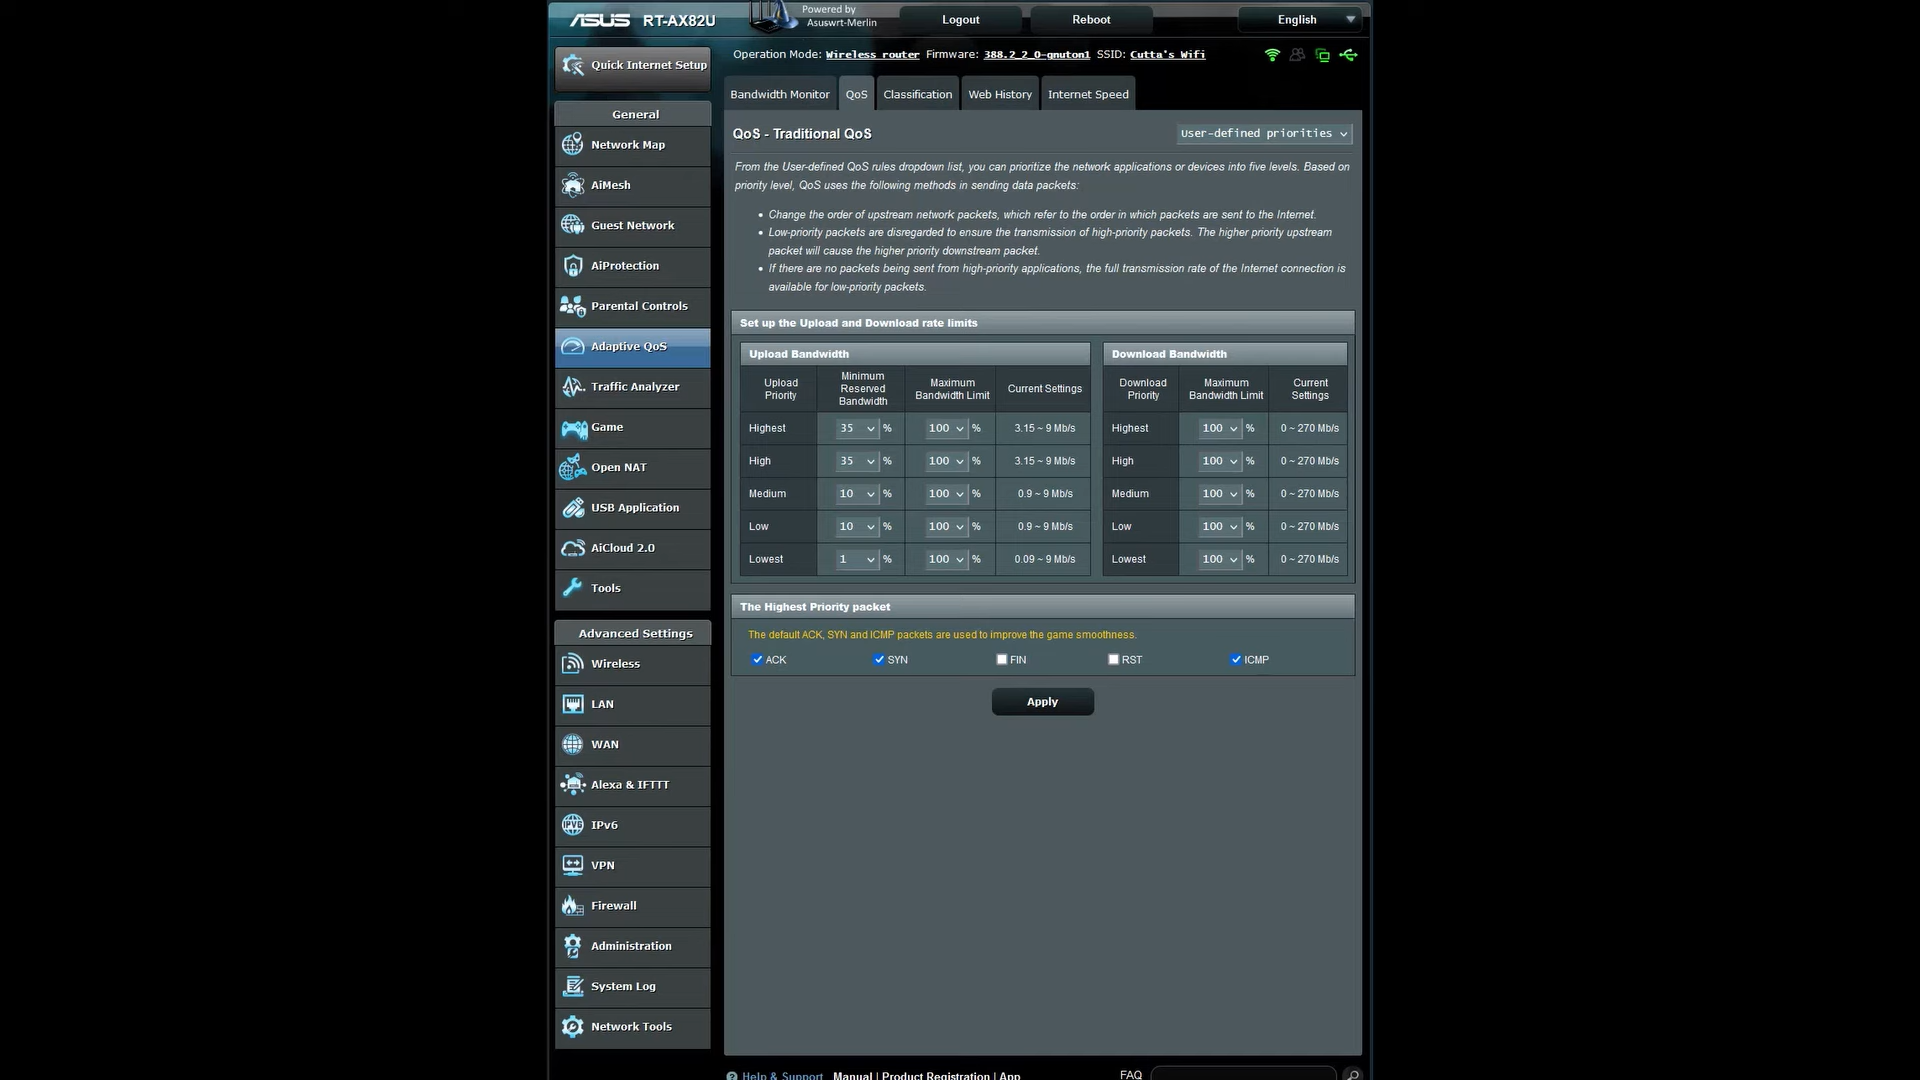 ASUS RT-AX82U
Powered by
Asuswrt-Merlin
Logout
Reboot
English
Quick Internet Setup
Operation Mode: Wireless router Firmware: 388.2_2_0-gnuton1 SSID: Cutta's Wifi
Bandwidth Monitor
QoS
Classification
Web History
Internet Speed
General
Network Map
AiMesh
Guest Network
AiProtection
Parental Controls
Adaptive QoS
Traffic Analyzer
Game
Open NAT
USB Application
AiCloud 2.0
Tools
Advanced Settings
Wireless
LAN
WAN
Alexa & IFTTT
IPv6
VPN
Firewall
Administration
System Log
Network Tools
QoS - Traditional QoS
User-defined priorities
From the User-defined QoS rules dropdown list, you can prioritize the network applications or devices into five levels. Based on
priority level, QoS uses the following methods in sending data packets:
• Change the order of upstream network packets, which refer to the order in which packets are sent to the Internet.
• Low-priority packets are disregarded to ensure the transmission of high-priority packets. The higher priority upstream
packet will cause the higher priority downstream packet.
• If there are no packets being sent from high-priority applications, the full transmission rate of the Internet connection is
available for low-priority packets.
Set up the Upload and Download rate limits
Upload Bandwidth
Upload Priority Minimum Reserved Bandwidth Maximum Bandwidth Limit Current Settings
Highest 35 % 100 % 3.15 ~ 9 Mb/s
High 35 % 100 % 3.15 ~ 9 Mb/s
Medium 10 % 100 % 0.9 ~ 9 Mb/s
Low 10 % 100 % 0.9 ~ 9 Mb/s
Lowest 1 % 100 % 0.09 ~ 9 Mb/s
Download Bandwidth
Download Priority Maximum Bandwidth Limit Current Settings
Highest 100 % 0 ~ 270 Mb/s
High 100 % 0 ~ 270 Mb/s
Medium 100 % 0 ~ 270 Mb/s
Low 100 % 0 ~ 270 Mb/s
Lowest 100 % 0 ~ 270 Mb/s
The Highest Priority packet
The default ACK, SYN and ICMP packets are used to improve the game smoothness.
ACK SYN FIN RST ICMP
Apply
Help & Support Manual | Product Registration | App FAQ